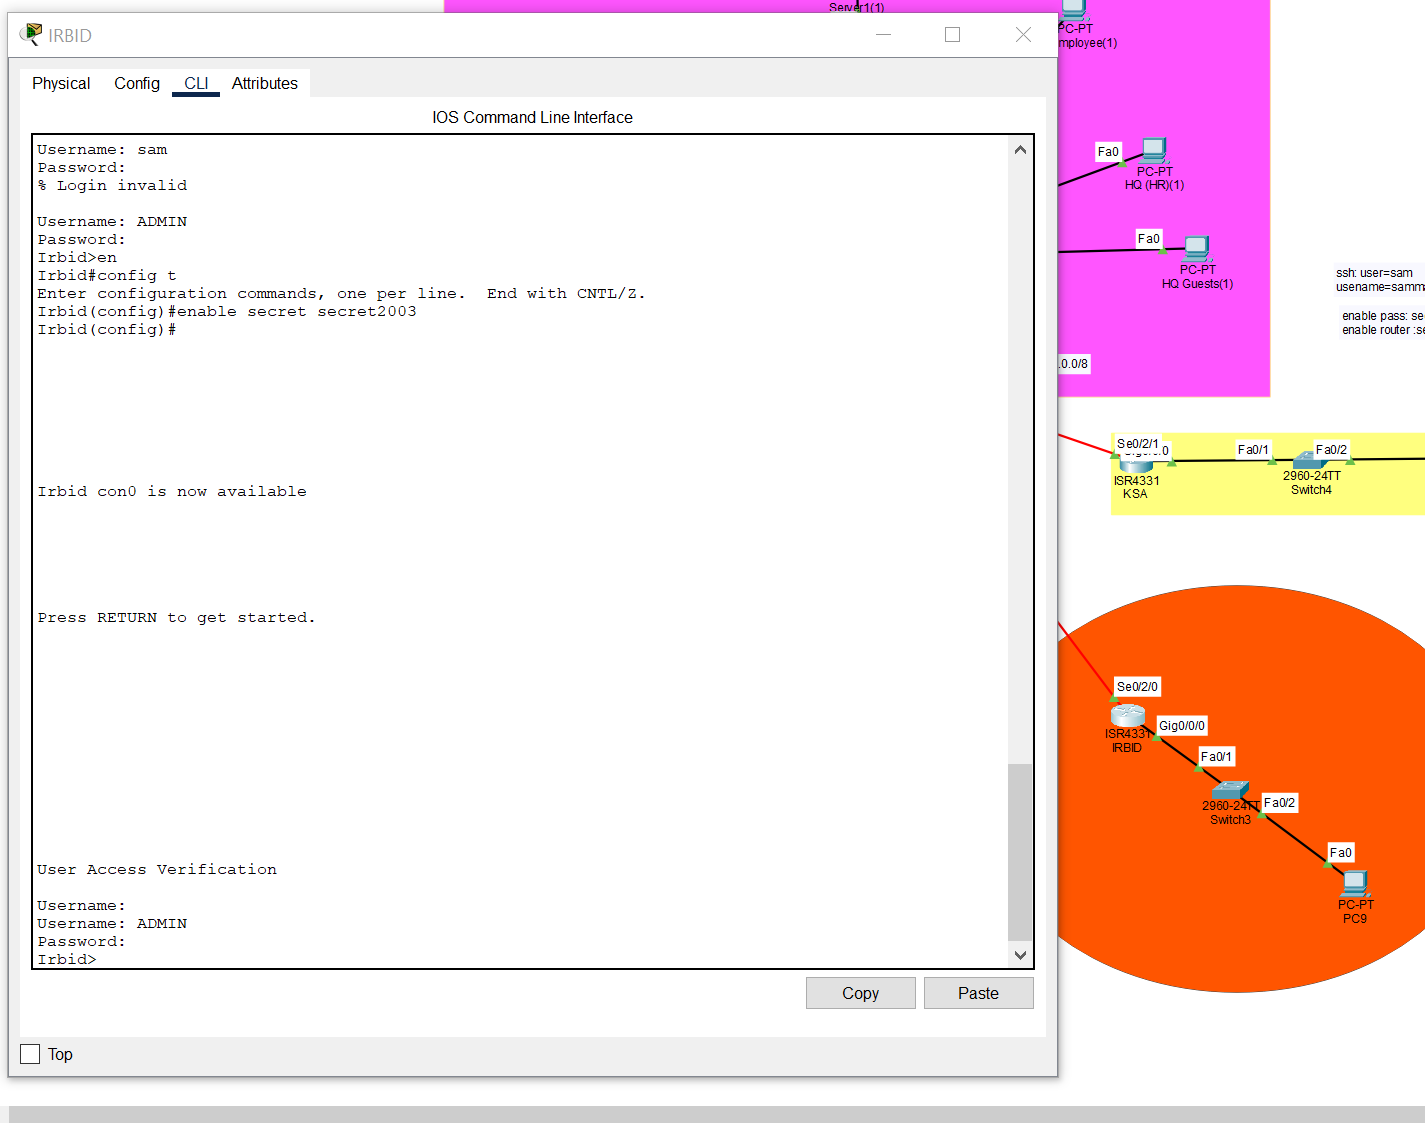 Server1(1)
IRBID
Physical Config CLI Attributes
IOS Command Line Interface
Username: sam
Password:
% Login invalid
Username: ADMIN
Password:
Irbid>en
Irbid#config t
Enter configuration commands, one per line.  End with CNTL/Z.
Irbid(config)#enable secret secret2003
Irbid(config)#
Irbid con0 is now available
Press RETURN to get started.
User Access Verification
Username:
Username: ADMIN
Password:
Irbid>
Copy Paste
Top
PC-PT
mployee(1)
Fa0
PC-PT
HQ (HR)(1)
Fa0
PC-PT
HQ Guests(1)
ssh: user=sam
usename=samm
enable pass: se
enable router :se
.0.0/8
Se0/2/1
Fa0/1
Fa0/2
ISR4331
KSA
2960-24TT
Switch4
Se0/2/0
ISR4331
IRBID
Gig0/0/0
Fa0/1
2960-24TT
Switch3
Fa0/2
Fa0
PC-PT
PC9